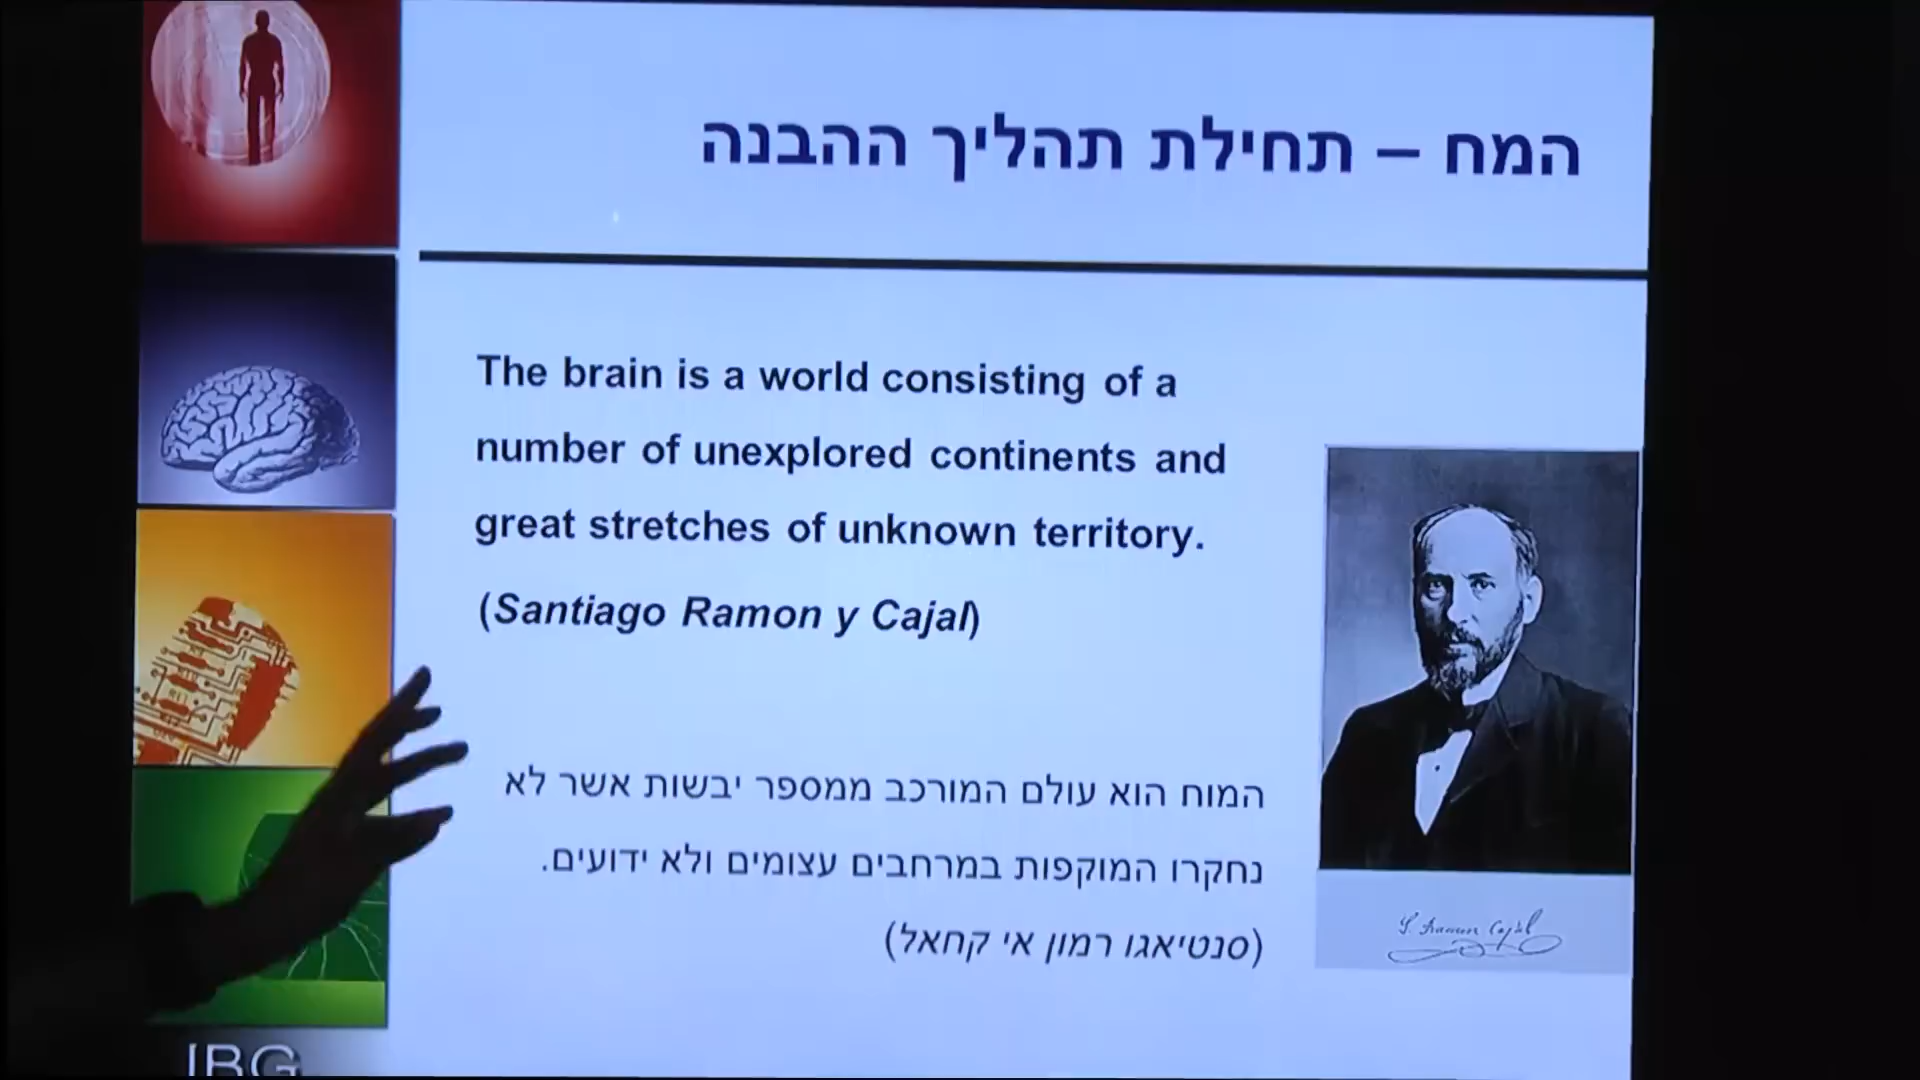 המח – תחילת תהליך ההבנה
The brain is a world consisting of a
number of unexplored continents and
great stretches of unknown territory.
(Santiago Ramon y Cajal)
המוח הוא עולם המורכב ממספר יבשות אשר לא
נחקרו המוקפות במרחבים עצומים ולא ידועים.
(סנטיאגו רמון אי קחאל)
S. Ramon Cajal
IBG